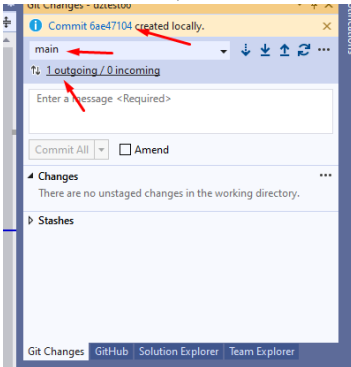 Git Changes - bztest00
Commit 6ae47104 created locally.
main
1 outgoing / 0 incoming
Enter a message <Required>
Commit All
Amend
Changes
There are no unstaged changes in the working directory.
Stashes
Git Changes GitHub Solution Explorer Team Explorer